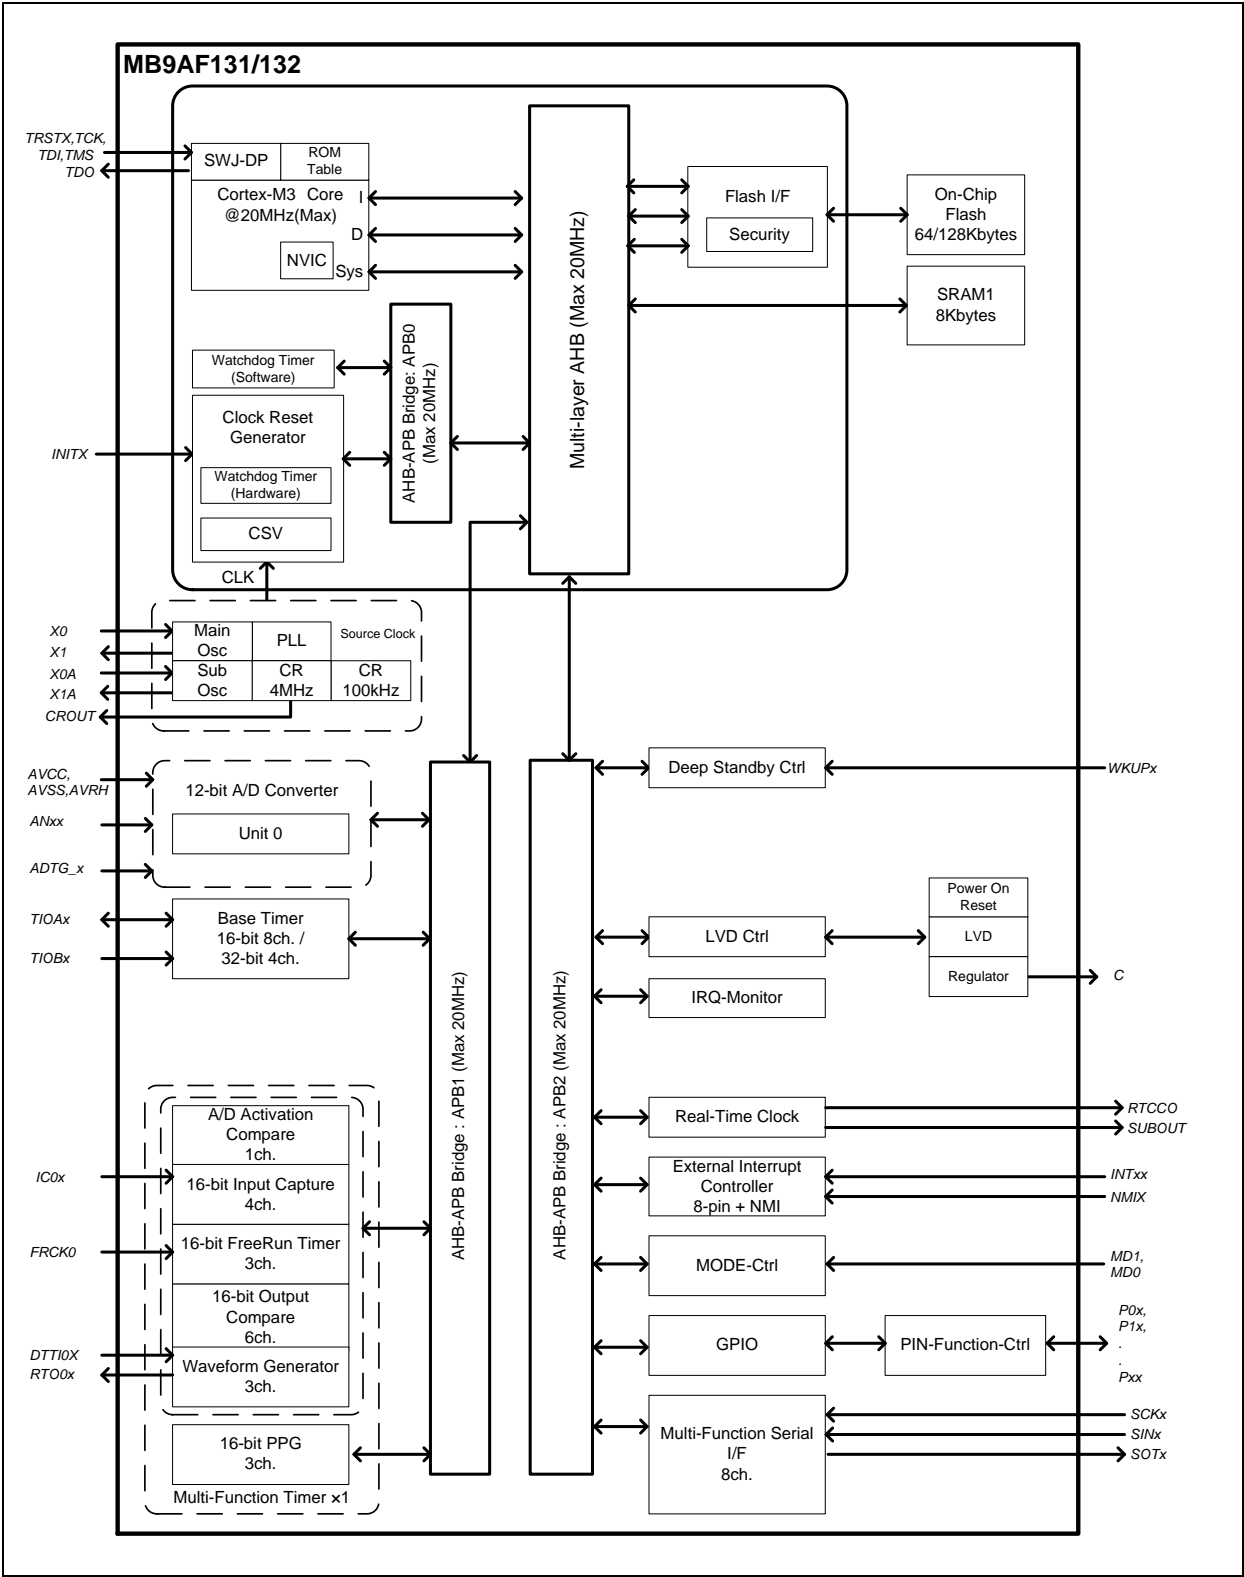 MB9AF131/132
TRSTX,TCK,
TDI,TMS
TDO
SWJ-DP
ROM
Table
Cortex-M3 Core
@20MHz(Max)
I
D
Sys
NVIC
Multi-layer AHB (Max 20MHz)
Flash I/F
Security
On-Chip
Flash
64/128Kbytes
SRAM1
8Kbytes
Watchdog Timer
(Software)
AHB-APB Bridge: APB0
(Max 20MHz)
INITX
Clock Reset
Generator
Watchdog Timer
(Hardware)
CSV
CLK
X0
X1
X0A
X1A
CROUT
Main
Osc
PLL
Source Clock
Sub
Osc
CR
4MHz
CR
100kHz
AVCC,
AVSS,AVRH
ANxx
ADTG_x
12-bit A/D Converter
Unit 0
TIOAx
TIOBx
Base Timer
16-bit 8ch. /
32-bit 4ch.
AHB-APB Bridge : APB1 (Max 20MHz)
AHB-APB Bridge : APB2 (Max 20MHz)
Deep Standby Ctrl
WKUPx
LVD Ctrl
Power On
Reset
LVD
Regulator
C
IRQ-Monitor
Real-Time Clock
RTCCO
SUBOUT
External Interrupt
Controller
8-pin + NMI
INTxx
NMIX
MODE-Ctrl
MD1,
MD0
GPIO
PIN-Function-Ctrl
P0x,
P1x,
.
.
Pxx
Multi-Function Serial
I/F
8ch.
SCKx
SINx
SOTx
IC0x
FRCK0
DTTI0X
RTO0x
A/D Activation
Compare
1ch.
16-bit Input Capture
4ch.
16-bit FreeRun Timer
3ch.
16-bit Output
Compare
6ch.
Waveform Generator
3ch.
16-bit PPG
3ch.
Multi-Function Timer ×1